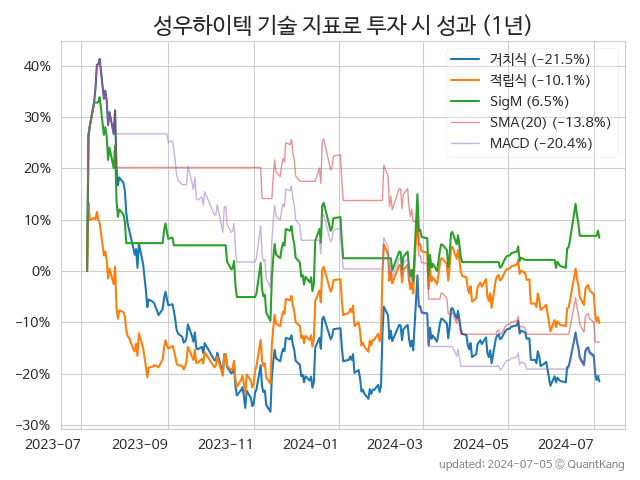 성우하이텍 기술 지표로 투자 시 성과 (1년)
거치식 (−21.5%)
적립식 (−10.1%)
SigM (6.5%)
SMA(20) (−13.8%)
MACD (−20.4%)
40%
30%
20%
10%
0%
−10%
−20%
−30%
2023−07
2023−09
2023−11
2024−01
2024−03
2024−05
2024−07
updated: 2024-07-05 © QuantKang